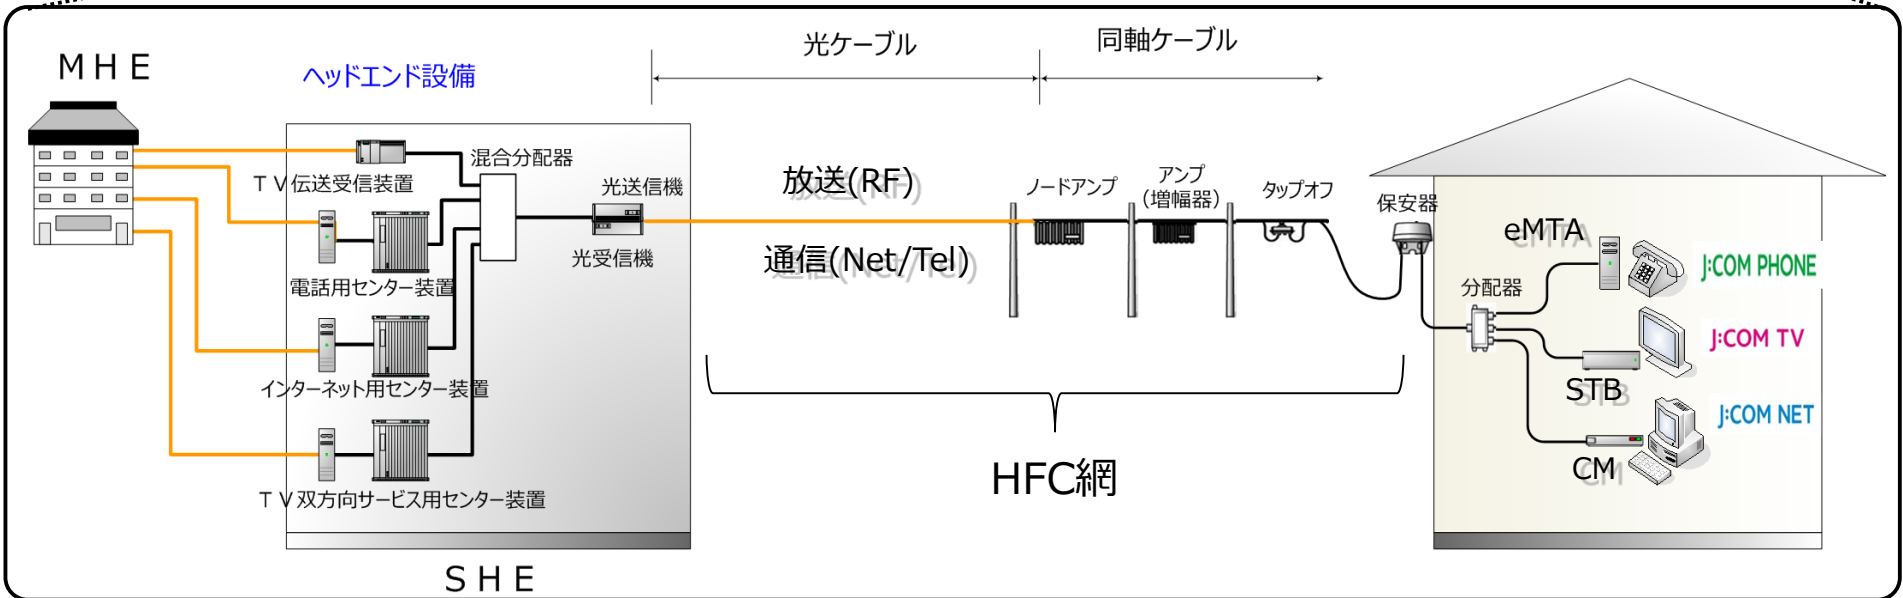 光ケーブル
同軸ケーブル
ＭＨＥ
ヘッドエンド設備
混合分配器
ＴＶ伝送受信装置
光送信機
放送(RF)
ノードアンプ
アンプ
(増幅器)
タップオフ
保安器
eMTA
J:COM PHONE
光受信機
通信(Net/Tel)
電話用センター装置
分配器
J:COM TV
インターネット用センター装置
STB
J:COM NET
CM
HFC網
ＴＶ双方向サービス用センター装置
ＳＨＥ